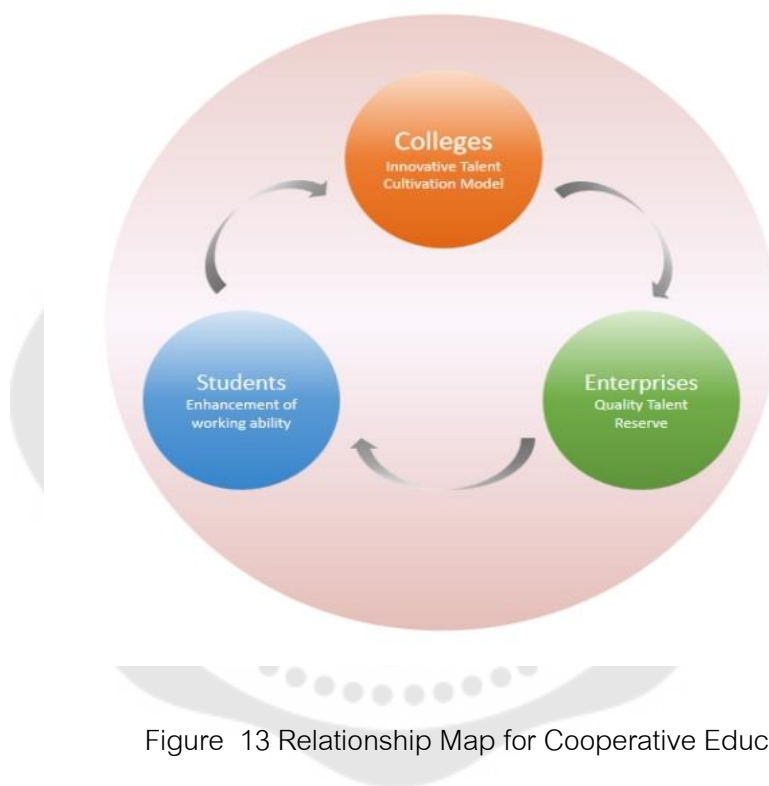 Colleges
Innovative Talent
Cultivation Model
Students
Enhancement of
working ability
Enterprises
Quality Talent
Reserve
Figure 13 Relationship Map for Cooperative Educ